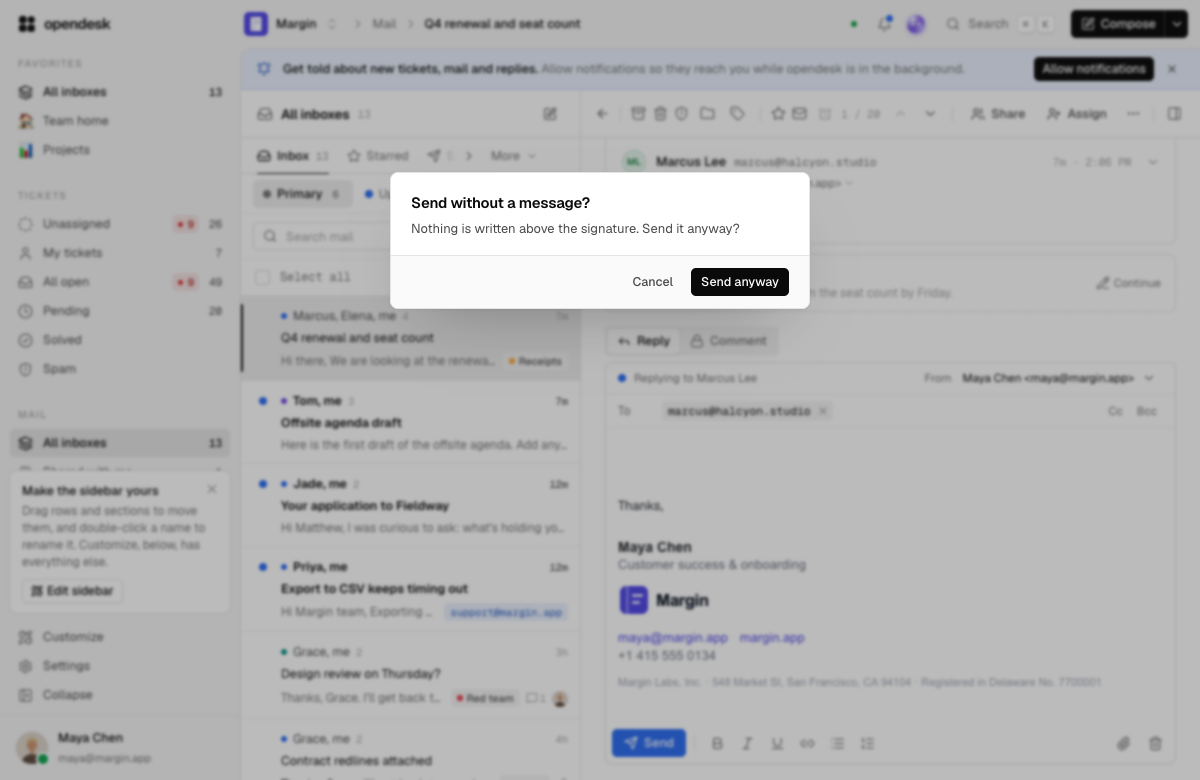 opendesk
Margin
Mail
Q4 renewal and seat count
Search
Compose
FAVORITES
All inboxes 13
Team home
Projects
TICKETS
Unassigned 9 26
My tickets 7
All open 9 49
Pending 20
Solved
Spam
MAIL
All inboxes 13
Make the sidebar yours
Drag rows and sections to move
them, and double-click a name to
rename it. Customize, below, has
everything else.
Edit sidebar
Customize
Settings
Collapse
Maya Chen
maya@margin.app
Get told about new tickets, mail and replies. Allow notifications so they reach you while opendesk is in the background.
Allow notifications
All inboxes 13
Inbox 13 Starred More
Primary 6
Search mail
Select all
Marcus, Elena, me 4 7m
Q4 renewal and seat count
Hi there, We are looking at the renewa… Receipts
Tom, me 3 7m
Offsite agenda draft
Here is the first draft of the offsite agenda. Add any…
Jade, me 2 12m
Your application to Fieldway
Hi Matthew, I was curious to ask: what's holding yo…
Priya, me 12m
Export to CSV keeps timing out
Hi Margin team, Exporting … support@margin.app
Grace, me 2 3h
Design review on Thursday?
Thanks, Grace. I'll get back t… Red team 1
Grace, me 2 4h
Contract redlines attached
1 / 20
Share
Assign
ML Marcus Lee marcus@halcyon.studio 7m · 2:06 PM
Send without a message?
Nothing is written above the signature. Send it anyway?
Cancel
Send anyway
the seat count by Friday.
Continue
Reply
Comment
Replying to Marcus Lee
From Maya Chen <maya@margin.app>
To marcus@halcyon.studio
Cc Bcc
Thanks,
Maya Chen
Customer success & onboarding
Margin
maya@margin.app margin.app
+1 415 555 0134
Margin Labs, Inc. · 548 Market St, San Francisco, CA 94104 · Registered in Delaware No. 7700001
Send